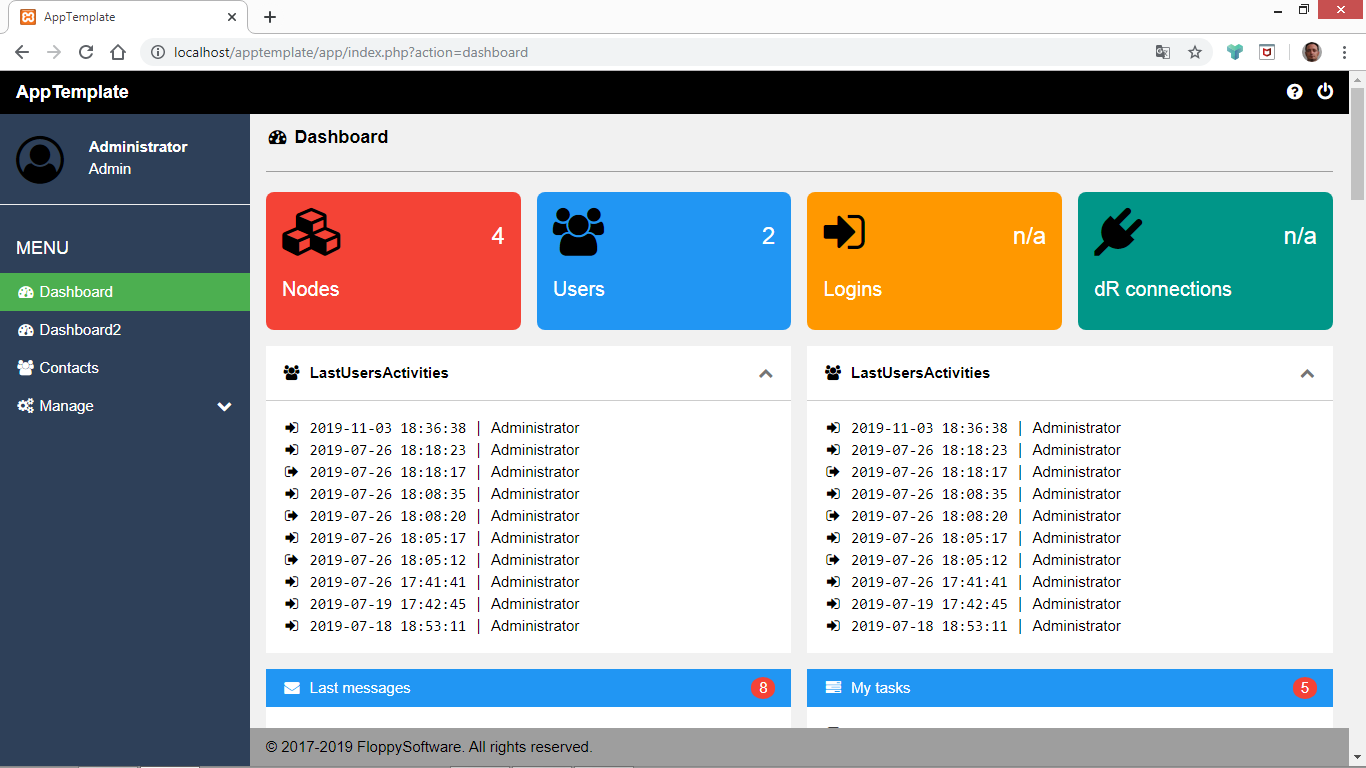 AppTemplate
localhost/apptemplate/app/index.php?action=dashboard
AppTemplate
Administrator
Admin
MENU
Dashboard
Dashboard2
Contacts
Manage
Dashboard
4
Nodes
2
Users
n/a
Logins
n/a
dR connections
LastUsersActivities
2019-11-03 18:36:38 | Administrator
2019-07-26 18:18:23 | Administrator
2019-07-26 18:18:17 | Administrator
2019-07-26 18:08:35 | Administrator
2019-07-26 18:08:20 | Administrator
2019-07-26 18:05:17 | Administrator
2019-07-26 18:05:12 | Administrator
2019-07-26 17:41:41 | Administrator
2019-07-19 17:42:45 | Administrator
2019-07-18 18:53:11 | Administrator
LastUsersActivities
2019-11-03 18:36:38 | Administrator
2019-07-26 18:18:23 | Administrator
2019-07-26 18:18:17 | Administrator
2019-07-26 18:08:35 | Administrator
2019-07-26 18:08:20 | Administrator
2019-07-26 18:05:17 | Administrator
2019-07-26 18:05:12 | Administrator
2019-07-26 17:41:41 | Administrator
2019-07-19 17:42:45 | Administrator
2019-07-18 18:53:11 | Administrator
Last messages 8
My tasks 5
© 2017-2019 FloppySoftware. All rights reserved.